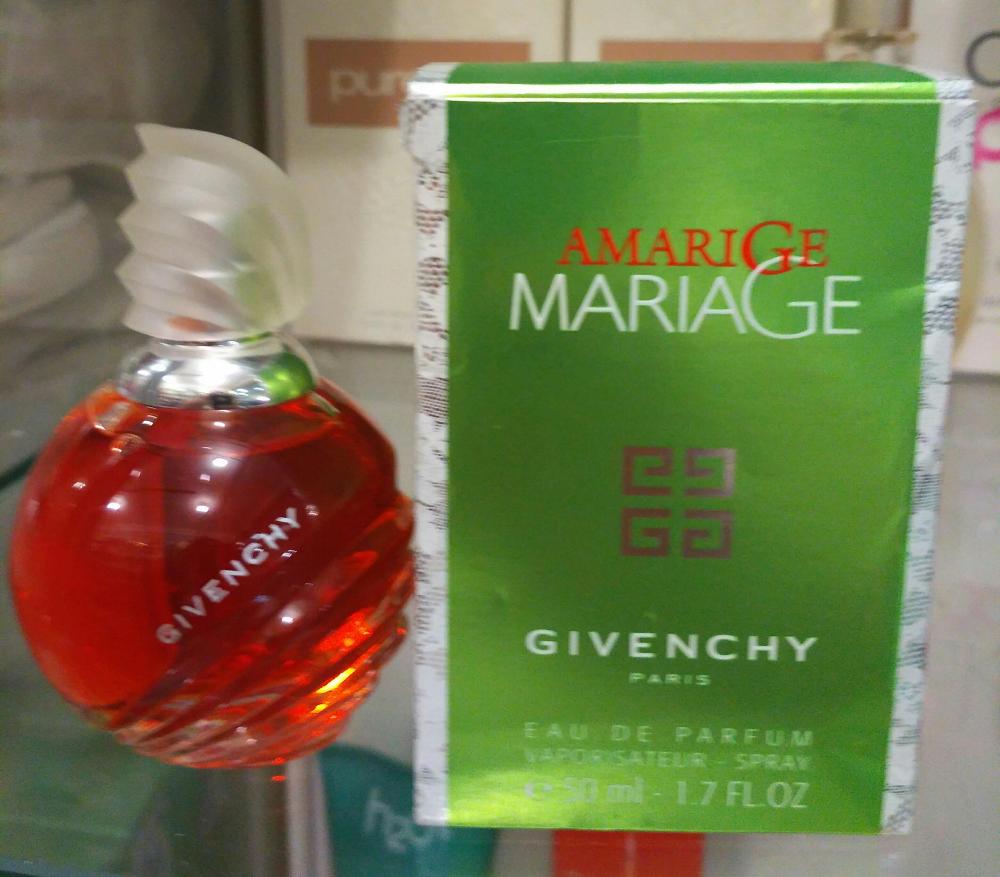 AMARIGE
MARIAGE
GIVENCHY
PARIS
EAU DE PARFUM
VAPORISATEUR - SPRAY
e 50 ml - 1.7 FL.OZ
GIVENCHY